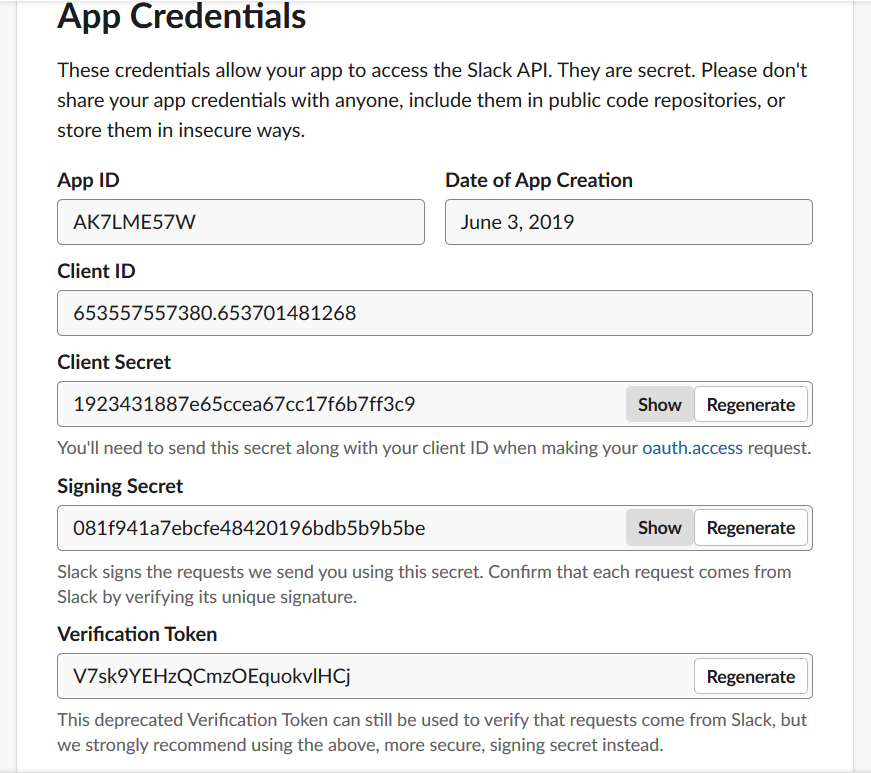 App Credentials
These credentials allow your app to access the Slack API. They are secret. Please don't
share your app credentials with anyone, include them in public code repositories, or
store them in insecure ways.
App ID
Date of App Creation
AK7LME57W
June 3, 2019
Client ID
653557557380.653701481268
Client Secret
1923431887e65ccea67cc17f6b7ff3c9
Show
Regenerate
You'll need to send this secret along with your client ID when making your oauth.access request.
Signing Secret
081f941a7ebcfe48420196bdb5b9b5be
Show
Regenerate
Slack signs the requests we send you using this secret. Confirm that each request comes from
Slack by verifying its unique signature.
Verification Token
V7sk9YEHzQCmzOEquokvlHCj
Regenerate
This deprecated Verification Token can still be used to verify that requests come from Slack, but
we strongly recommend using the above, more secure, signing secret instead.